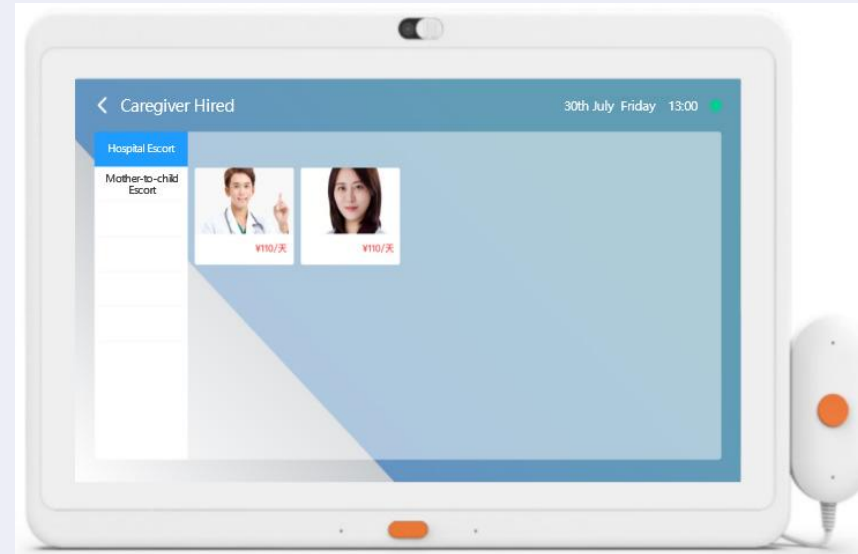 Caregiver Hired
30th July Friday 13:00
Hospital Escort
Mother-to-child
Escort
¥110/天
¥110/天